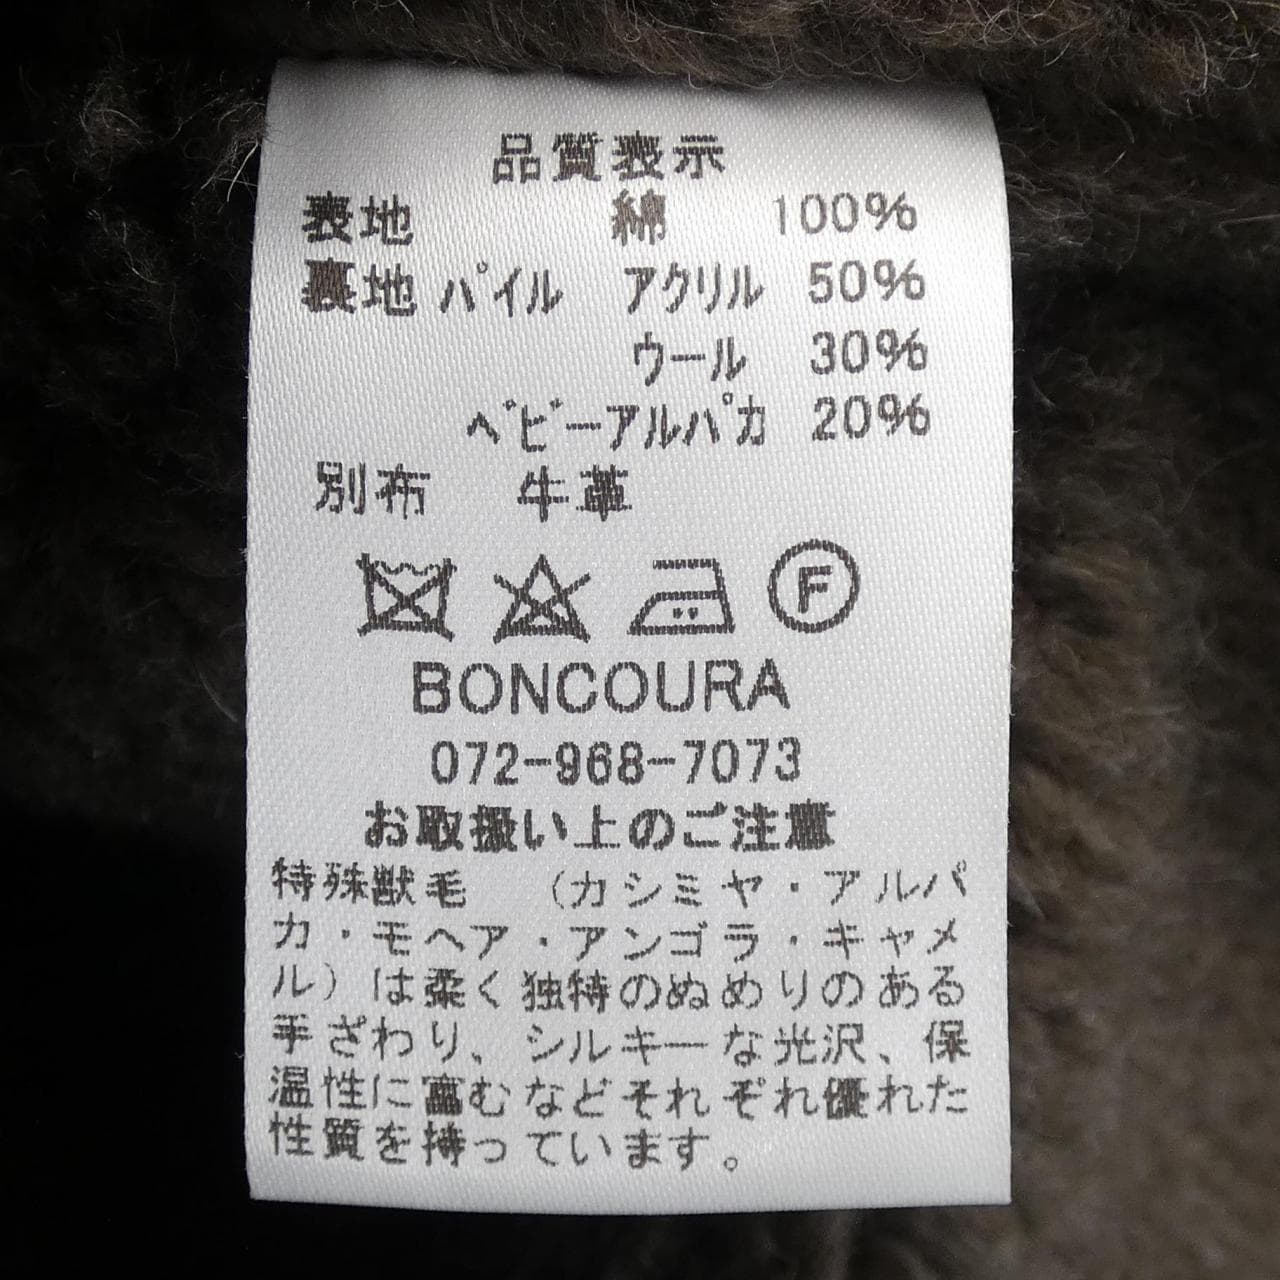 品質表示
表地 綿 100%
裏地 パイル アクリル 50%
ウール 30%
ベビーアルパカ 20%
別布 牛革
F
BONCOURA
072-968-7073
お取扱い上のご注意
特殊獣毛 （カシミヤ・アルパ
カ・モヘア・アンゴラ・キャメ
ル）は柔く独特のぬめりのある
手ざわり、シルキーな光沢、保
温性に富むなどそれぞれ優れた
性質を持っています。